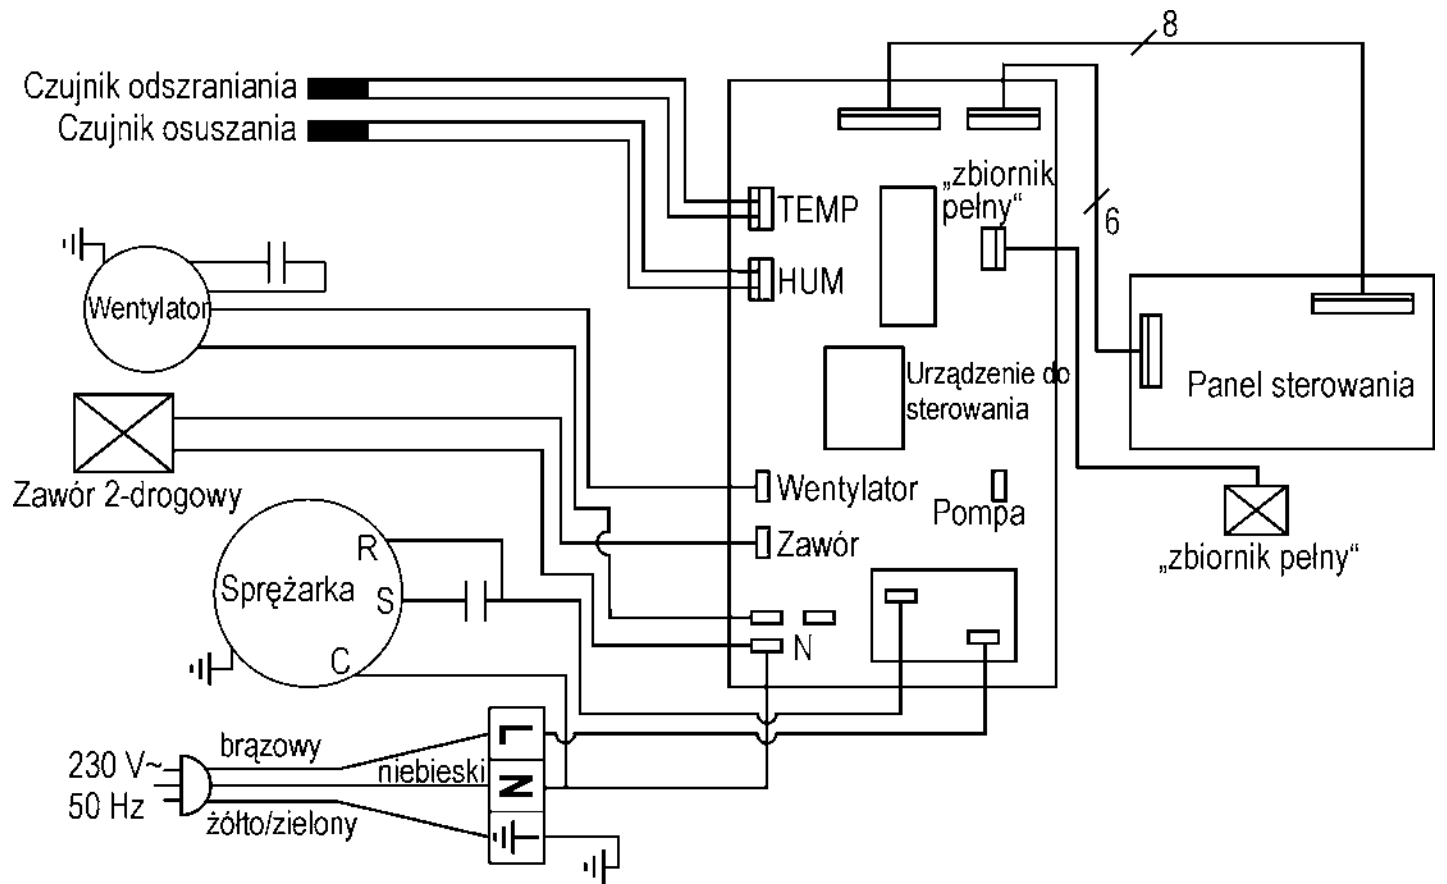 8
Czujnik odszraniania
Czujnik osuszania
„zbiornik
pełny“
TEMP
6
HUM
Wentylator
Urządzenie do
sterowania
Panel sterowania
Zawór 2-drogowy
Wentylator
Pompa
R
Zawór
„zbiornik pełny“
Sprężarka
S
N
C
L
brązowy
230 V~
niebieski
N
50 Hz
żółto/zielony